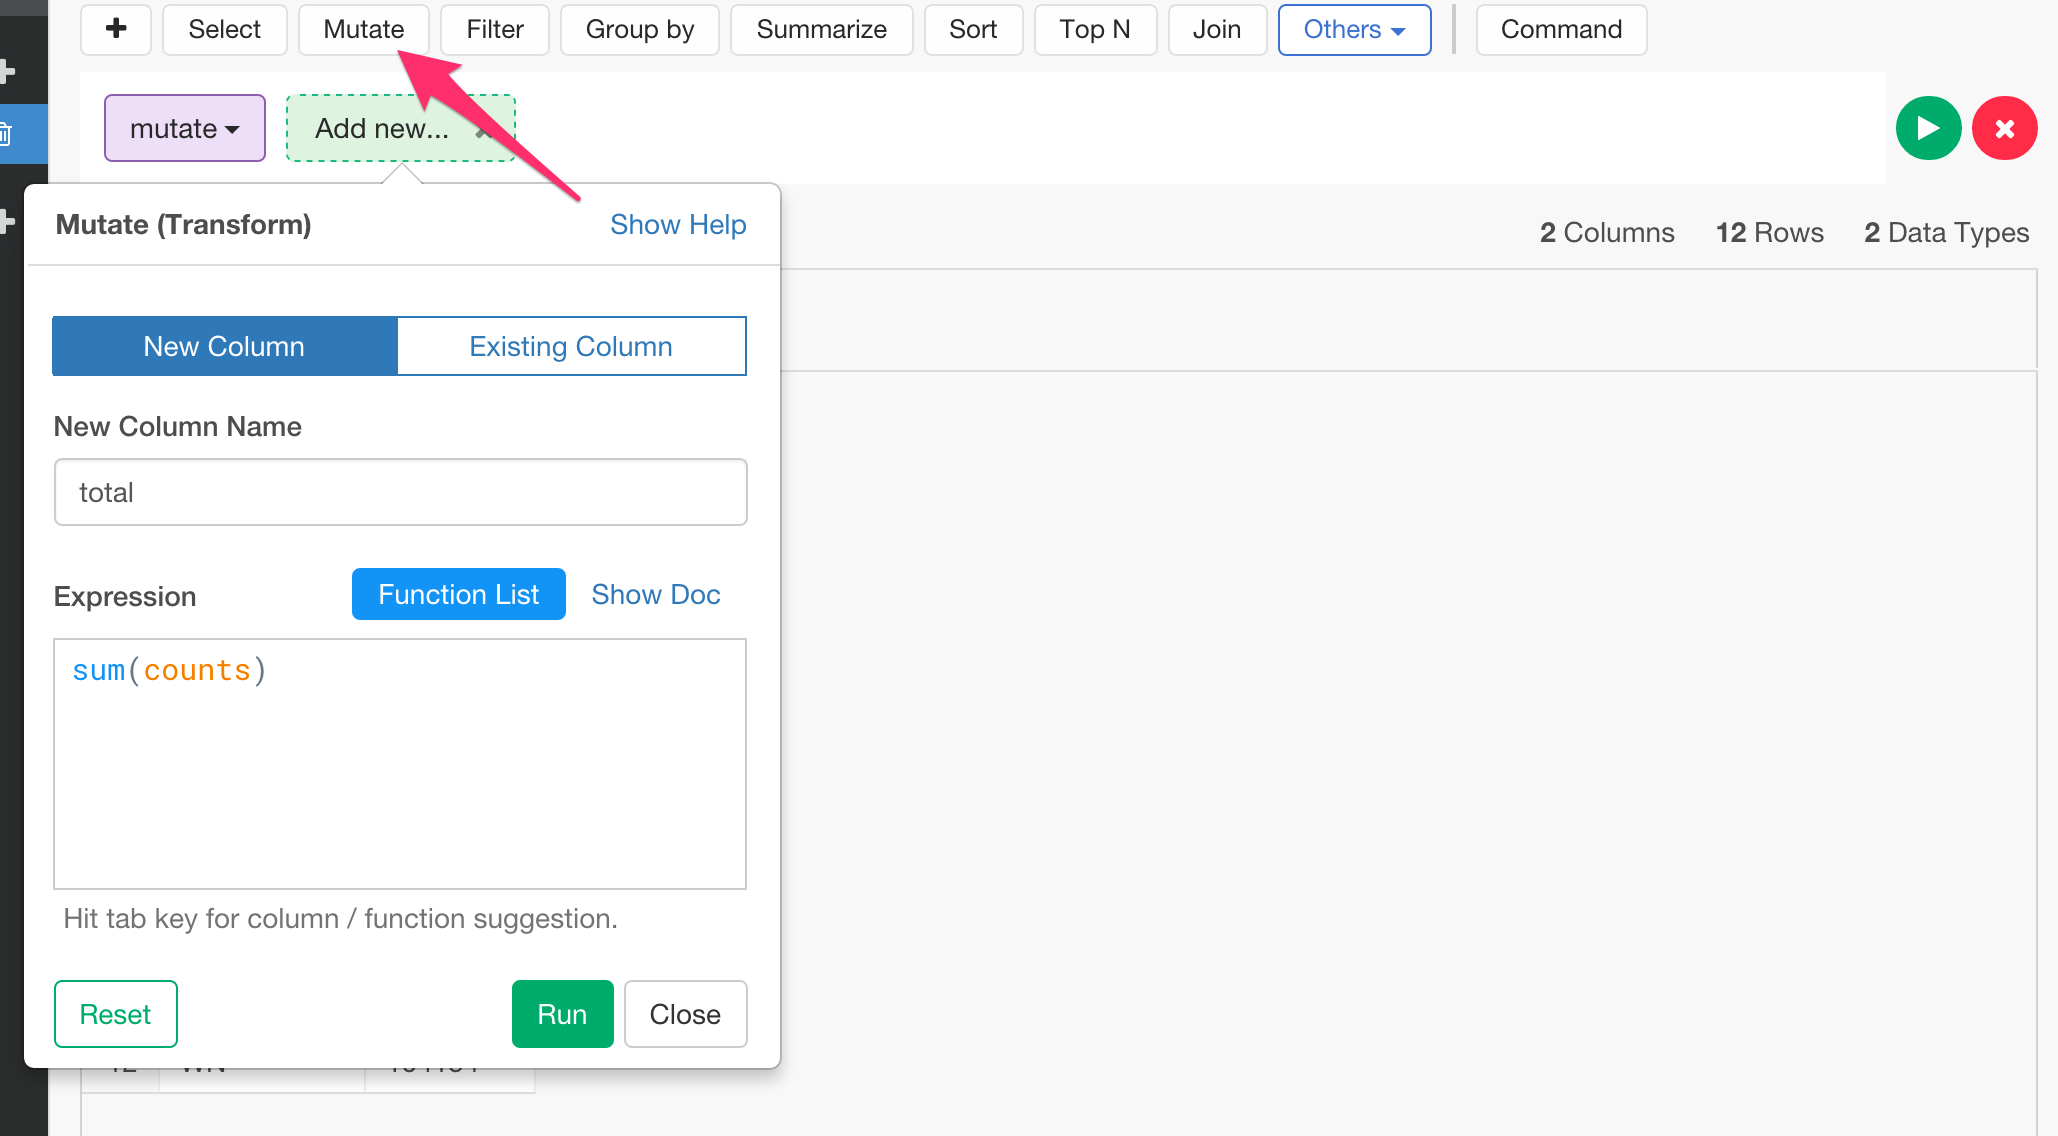 Select Mutate Filter Group by Summarize Sort Top N Join Others Command
mutate Add new...
Mutate (Transform) Show Help
2 Columns 12 Rows 2 Data Types
New Column Existing Column
New Column Name
total
Expression Function List Show Doc
sum(counts)
Hit tab key for column / function suggestion.
Reset Run Close
12 WN